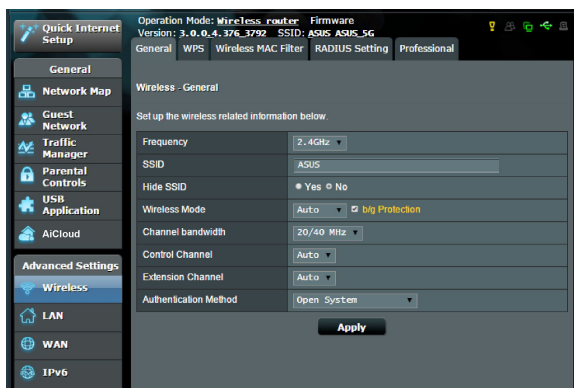 Quick Internet
Setup
Operation Mode: Wireless router Firmware
Version: 3.0.0.4.376_3792 SSID: ASUS ASUS_5G
General WPS Wireless MAC Filter RADIUS Setting Professional
General
Network Map
Guest
Network
Traffic
Manager
Parental
Controls
USB
Application
AiCloud
Advanced Settings
Wireless
LAN
WAN
IPv6
Wireless - General
Set up the wireless related information below.
Frequency 2.4GHz
SSID ASUS
Hide SSID Yes No
Wireless Mode Auto b/g Protection
Channel bandwidth 20/40 MHz
Control Channel Auto
Extension Channel Auto
Authentication Method Open System
Apply